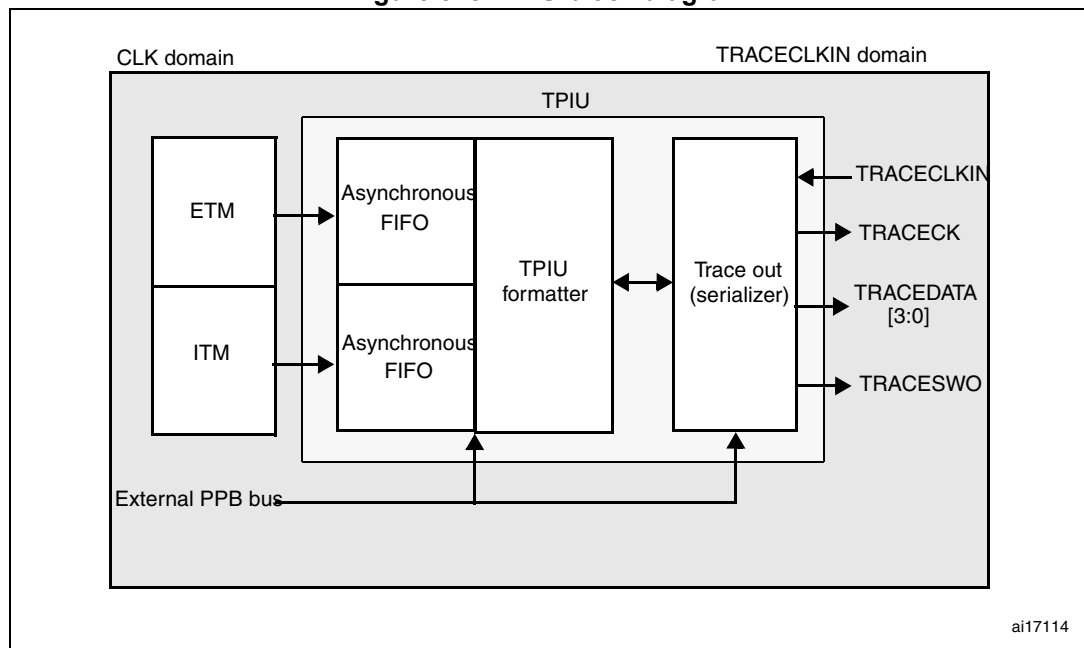 CLK domain
TRACECLKIN domain
TPIU
ETM
Asynchronous
FIFO
TPIU
formatter
Trace out
(serializer)
TRACECLKIN
TRACECK
TRACEDATA
[3:0]
TRACESWO
ITM
Asynchronous
FIFO
External PPB bus
ai17114